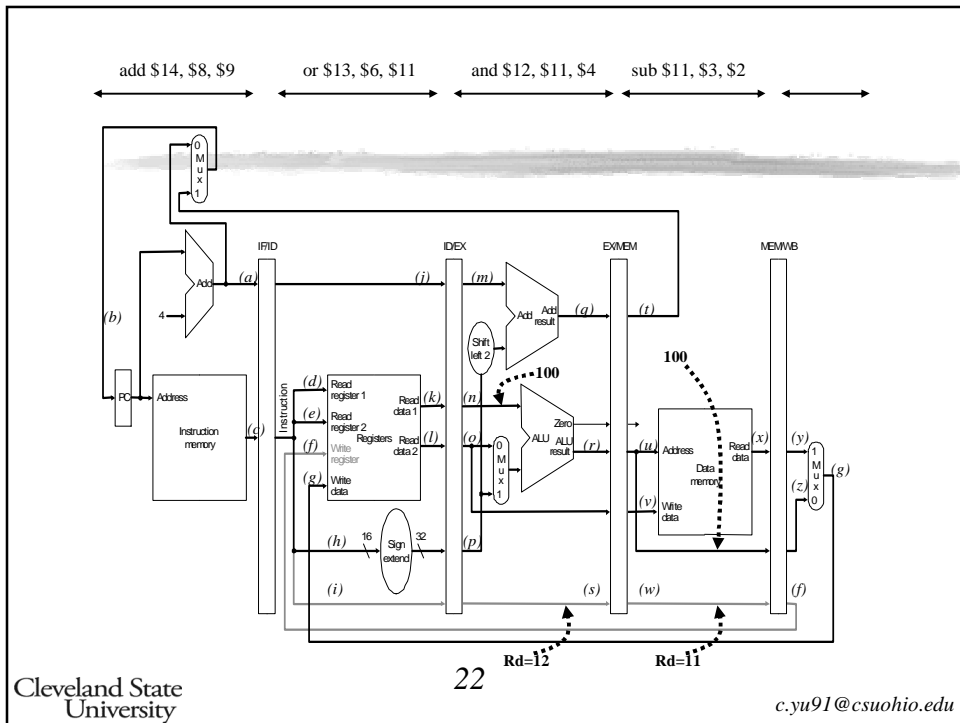 add $14, $8, $9 or $13, $6, $11 and $12, $11, $4 sub $11, $3, $2
0
M
u
x
1
IF/ID ID/EX EX/MEM MEM/WB
Add
4
(a)
(b)
(j)
(m)
Add
Add
result
(q)
(t)
Shift
left 2
100
100
PC
Address
Instruction
memory
(c)
Instruction
(d)
(e)
(f)
(g)
Read
register 1
Read
register 2
Write
register
Write
data
Registers
Read
data 1
Read
data 2
(k)
(l)
(n)
(o)
0
M
u
x
1
Zero
ALU
ALU
result
(r)
(u)
(v)
Address
Read
data
Data
memory
Write
data
(x)
(y)
(z)
1
M
u
x
0
(g)
(h)
16
Sign
extend
32
(p)
(i)
(s)
(w)
(f)
Rd=12
Rd=11
22
Cleveland State
University
c.yu91@csuohio.edu